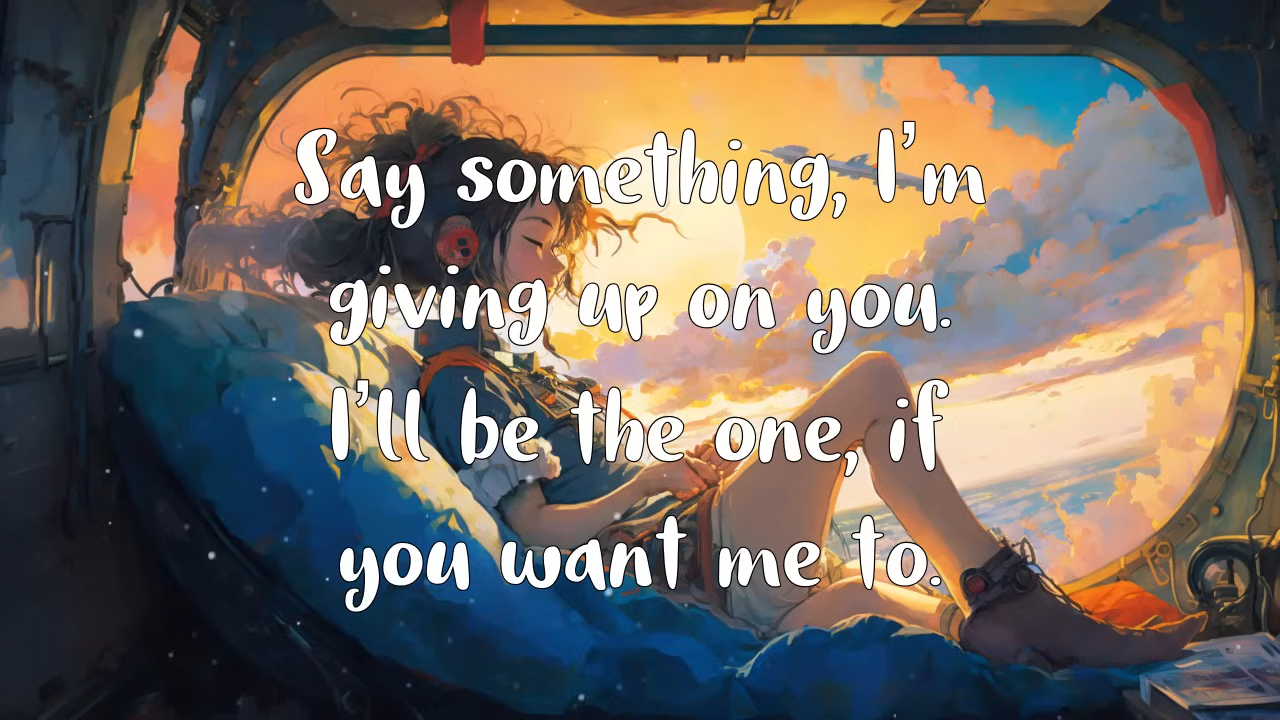 Say something, I'm
giving up on you.
I'll be the one, if
you want me to.